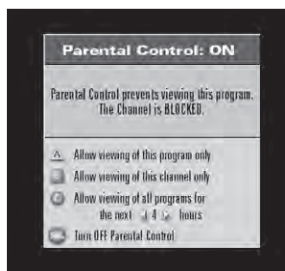 Parental Control: ON
Parental Control prevents viewing this program.
The Channel is BLOCKED.
A Allow viewing of this program only
Allow viewing of this channel only
Allow viewing of all programs for
the next 4 hours
Turn OFF Parental Control